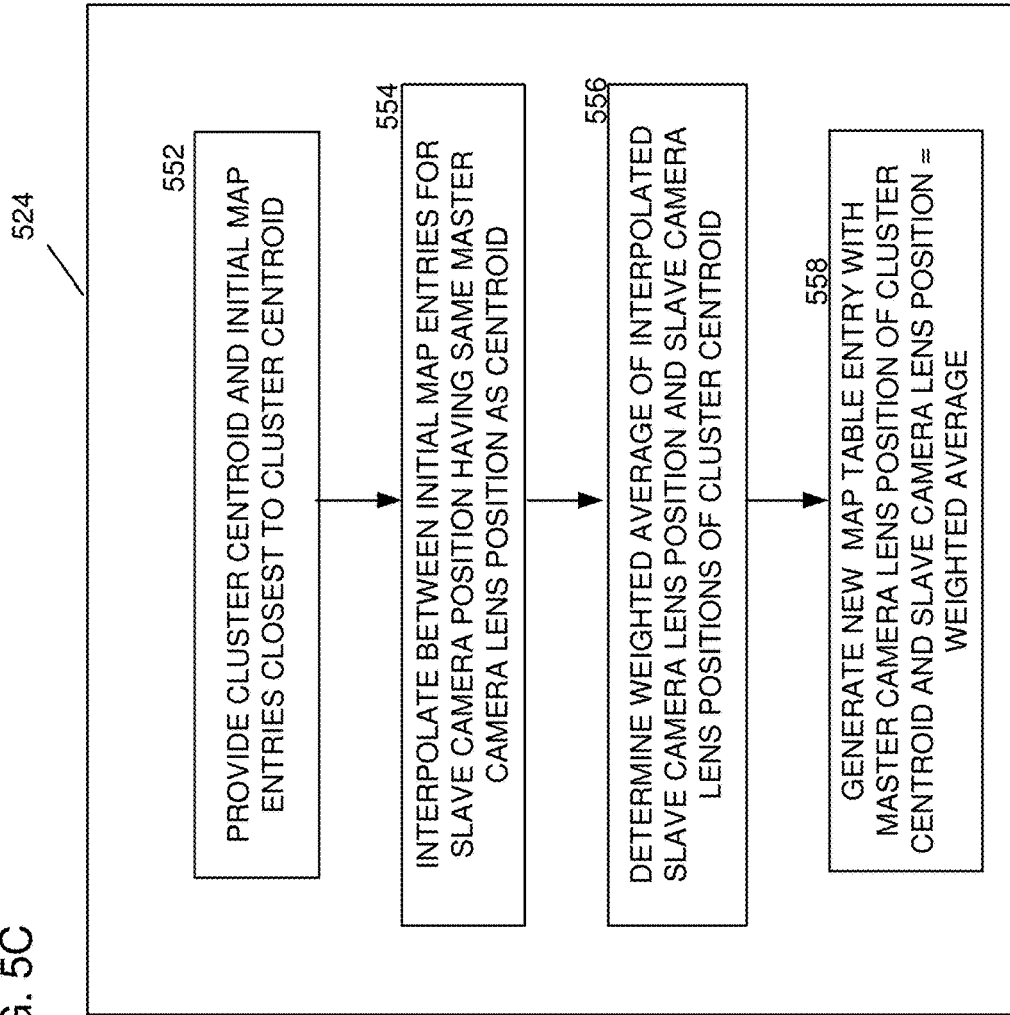 524
552
PROVIDE CLUSTER CENTROID AND INITIAL MAP
ENTRIES CLOSEST TO CLUSTER CENTROID
554
INTERPOLATE BETWEEN INITIAL MAP ENTRIES FOR
SLAVE CAMERA POSITION HAVING SAME MASTER
CAMERA LENS POSITION AS CENTROID
556
DETERMINE WEIGHTED AVERAGE OF INTERPOLATED
SLAVE CAMERA LENS POSITION AND SLAVE CAMERA
LENS POSITIONS OF CLUSTER CENTROID
558
GENERATE NEW MAP TABLE ENTRY WITH
MASTER CAMERA LENS POSITION OF CLUSTER
CENTROID AND SLAVE CAMERA LENS POSITION =
WEIGHTED AVERAGE
G. 5C